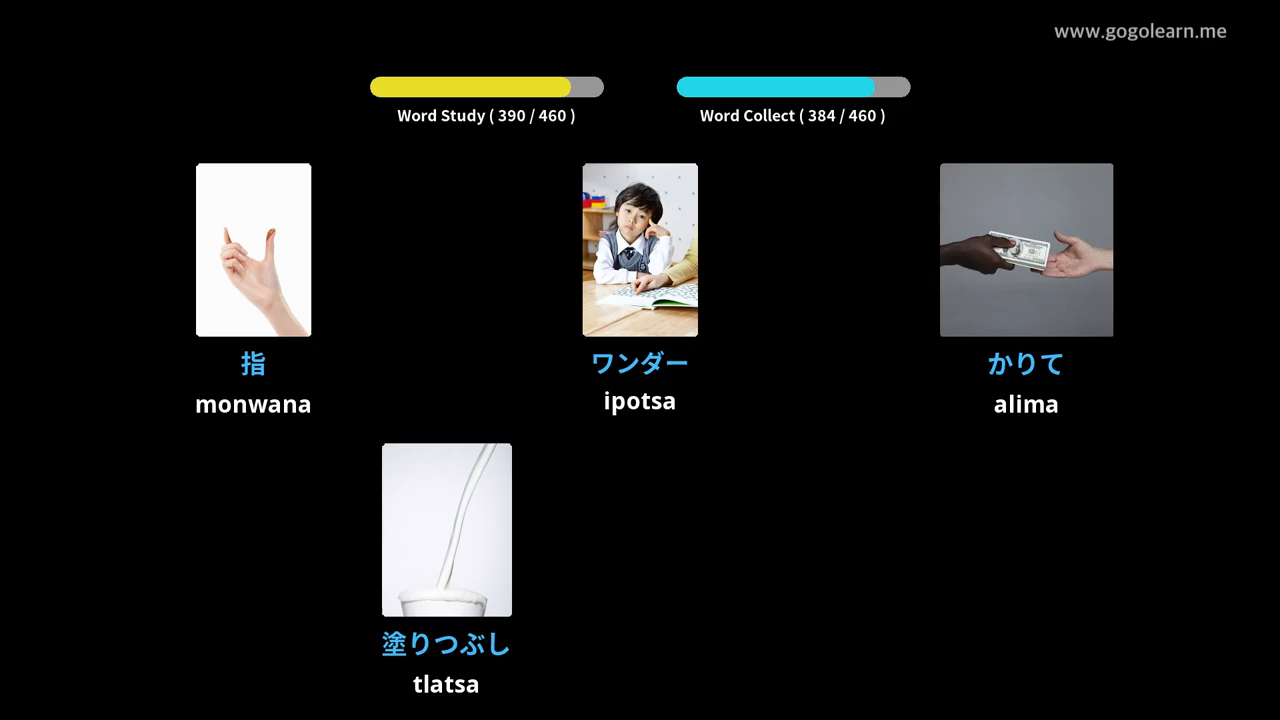 www.gogolearn.me
Word Study ( 390 / 460 )
Word Collect ( 384 / 460 )
指
monwana
ワンダー
ipotsa
かりて
alima
塗りつぶし
tlatsa